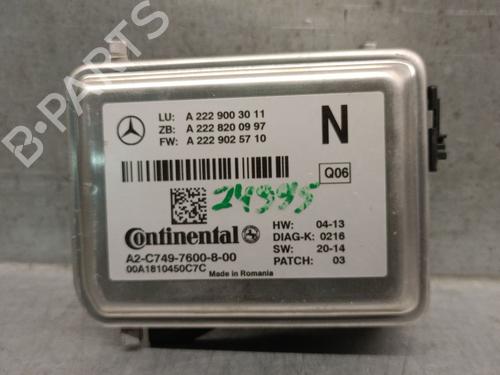 B-PARTS
LU: A 222 900 30 11
ZB: A 222 820 09 97
FW: A 222 902 57 10
N
Q06
24995
Continental
HW: 04-13
DIAG-K: 0216
SW: 20-14
PATCH: 03
A2-C749-7600-8-00
00A1810450C7C
Made in Romania